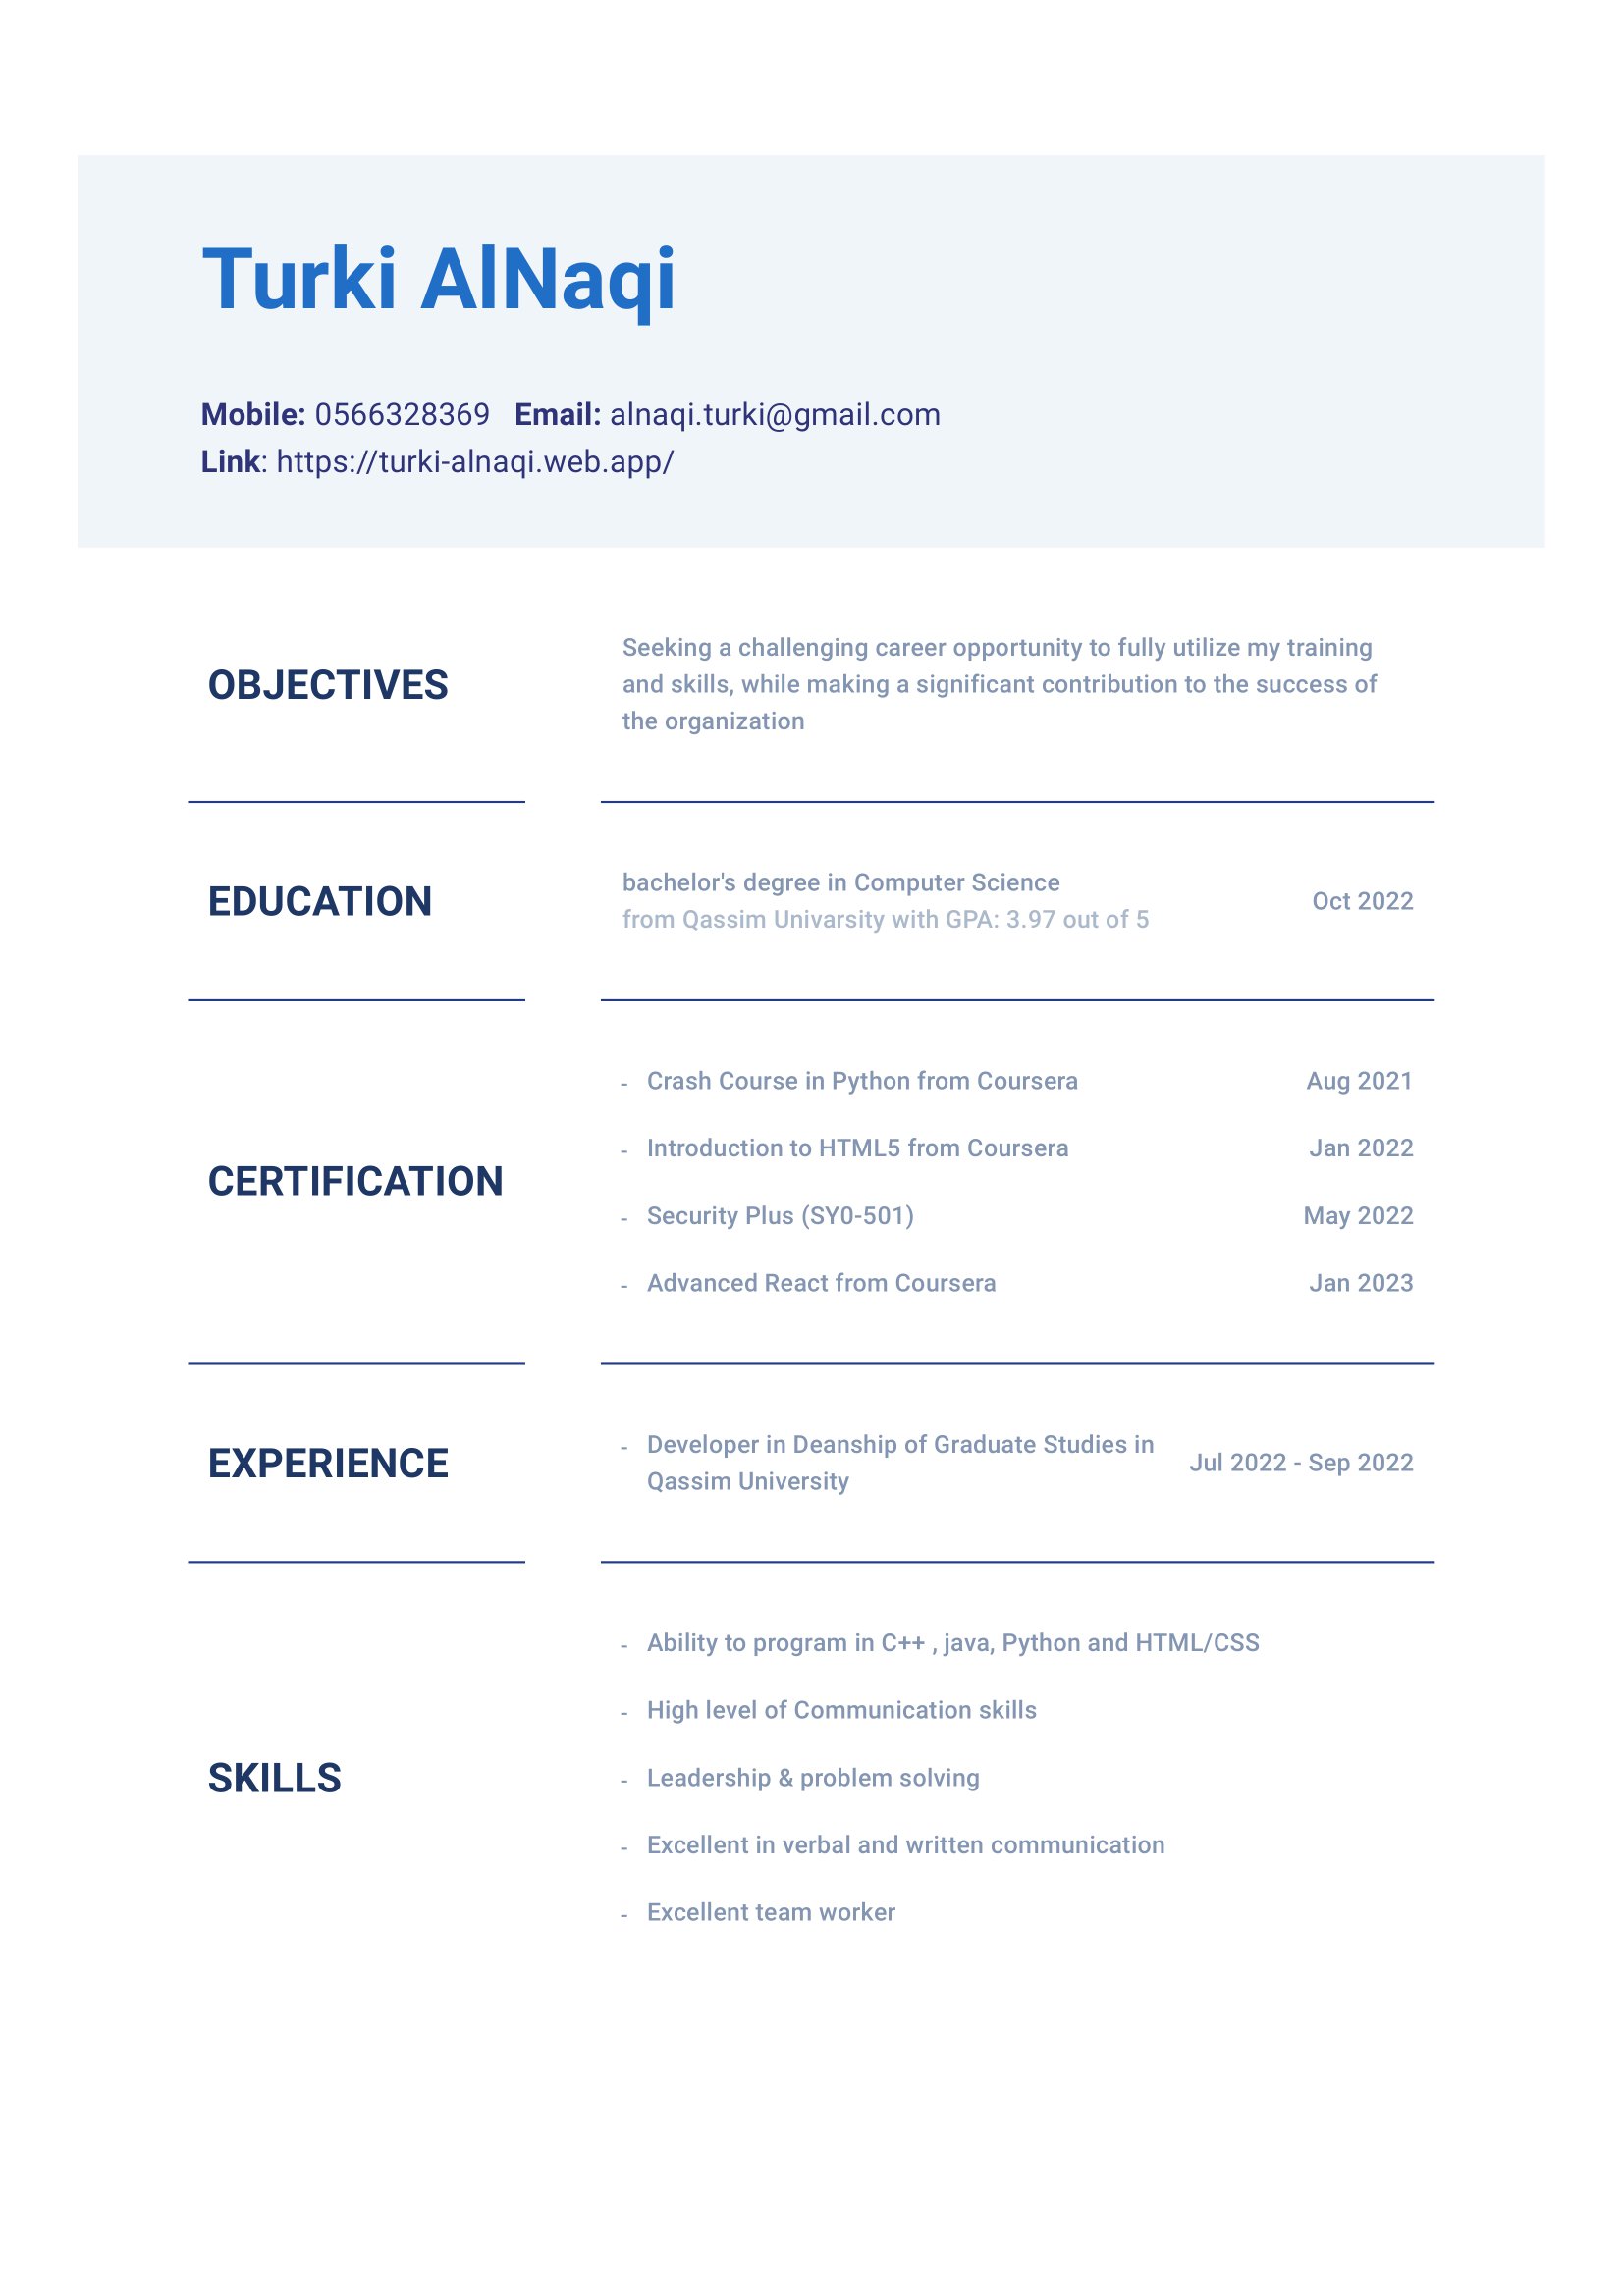 Turki AlNaqi
Mobile: 0566328369 Email: alnaqi.turki@gmail.com
Link: https://turki-alnaqi.web.app/
OBJECTIVES
Seeking a challenging career opportunity to fully utilize my training
and skills, while making a significant contribution to the success of
the organization
EDUCATION
bachelor's degree in Computer Science
from Qassim Univarsity with GPA: 3.97 out of 5
Oct 2022
CERTIFICATION
- Crash Course in Python from Coursera Aug 2021
- Introduction to HTML5 from Coursera Jan 2022
- Security Plus (SY0-501) May 2022
- Advanced React from Coursera Jan 2023
EXPERIENCE
- Developer in Deanship of Graduate Studies in
Qassim University
Jul 2022 - Sep 2022
SKILLS
- Ability to program in C++ , java, Python and HTML/CSS
- High level of Communication skills
- Leadership & problem solving
- Excellent in verbal and written communication
- Excellent team worker